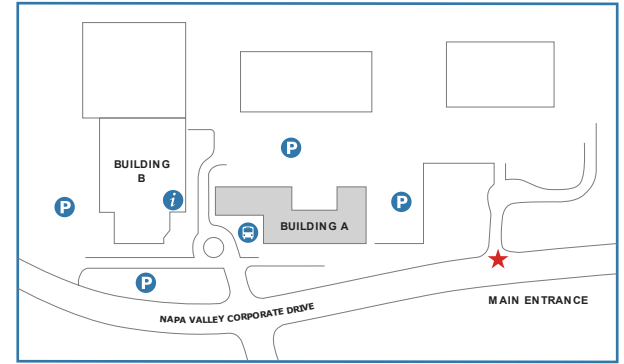 BUILDING
B
P
i
P
P
BUILDING A
P
NAPA VALLEY CORPORATE DRIVE
MAIN ENTRANCE